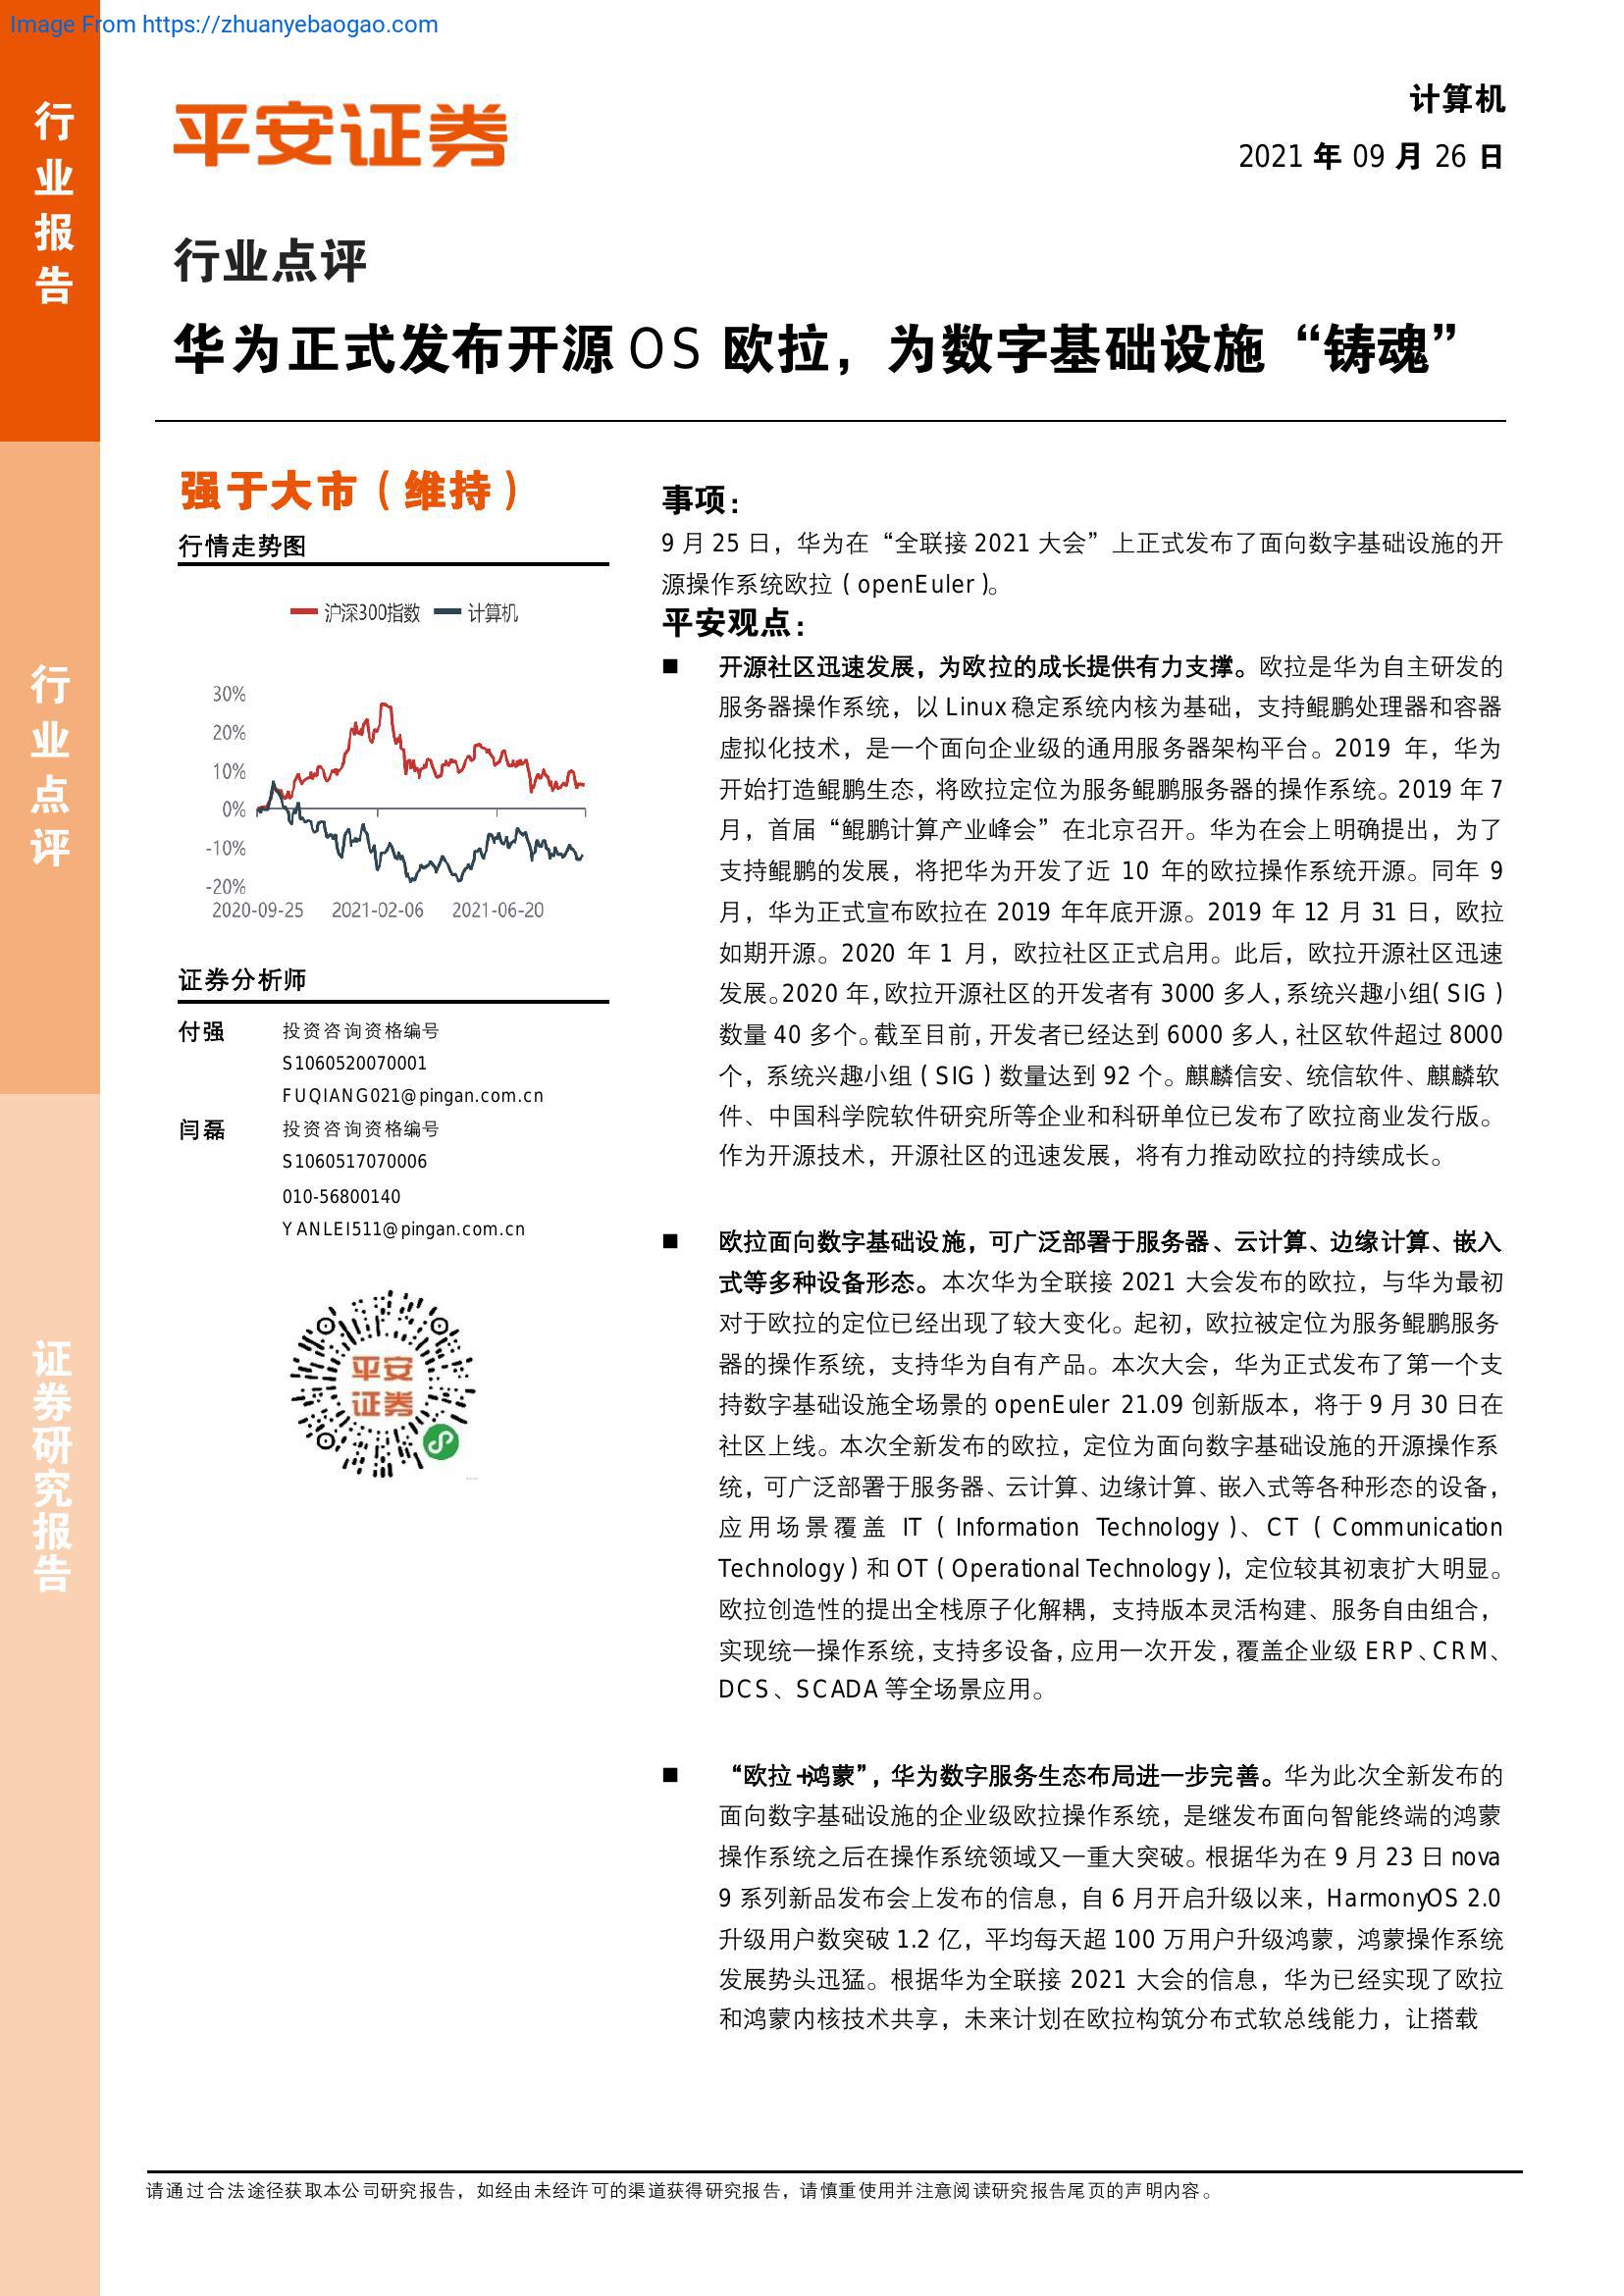 Image From https://zhuanyebaogao.com
行业报告
行业点评
证券研究报告
平安证券
计算机
2021 年 09 月 26 日
行业点评
华为正式发布开源 OS 欧拉，为数字基础设施“铸魂”
强于大市（维持）
行情走势图
沪深300指数 计算机
30%
20%
10%
0%
-10%
-20%
2020-09-25 2021-02-06 2021-06-20
证券分析师
付强 投资咨询资格编号
S1060520070001
FUQIANG021@pingan.com.cn
闫磊 投资咨询资格编号
S1060517070006
010-56800140
YANLEI511@pingan.com.cn
平安
证券
事项：
9 月 25 日，华为在“全联接 2021 大会”上正式发布了面向数字基础设施的开
源操作系统欧拉（openEuler）。
平安观点：
■ 开源社区迅速发展，为欧拉的成长提供有力支撑。欧拉是华为自主研发的
服务器操作系统，以 Linux 稳定系统内核为基础，支持鲲鹏处理器和容器
虚拟化技术，是一个面向企业级的通用服务器架构平台。2019 年，华为
开始打造鲲鹏生态，将欧拉定位为服务鲲鹏服务器的操作系统。2019 年 7
月，首届“鲲鹏计算产业峰会”在北京召开。华为在会上明确提出，为了
支持鲲鹏的发展，将把华为开发了近 10 年的欧拉操作系统开源。同年 9
月，华为正式宣布欧拉在 2019 年年底开源。2019 年 12 月 31 日，欧拉
如期开源。2020 年 1 月，欧拉社区正式启用。此后，欧拉开源社区迅速
发展。2020 年，欧拉开源社区的开发者有 3000 多人，系统兴趣小组（SIG）
数量 40 多个。截至目前，开发者已经达到 6000 多人，社区软件超过 8000
个，系统兴趣小组（SIG）数量达到 92 个。麒麟信安、统信软件、麒麟软
件、中国科学院软件研究所等企业和科研单位已发布了欧拉商业发行版。
作为开源技术，开源社区的迅速发展，将有力推动欧拉的持续成长。
■ 欧拉面向数字基础设施，可广泛部署于服务器、云计算、边缘计算、嵌入
式等多种设备形态。本次华为全联接 2021 大会发布的欧拉，与华为最初
对于欧拉的定位已经出现了较大变化。起初，欧拉被定位为服务鲲鹏服务
器的操作系统，支持华为自有产品。本次大会，华为正式发布了第一个支
持数字基础设施全场景的 openEuler 21.09 创新版本，将于 9 月 30 日在
社区上线。本次全新发布的欧拉，定位为面向数字基础设施的开源操作系
统，可广泛部署于服务器、云计算、边缘计算、嵌入式等各种形态的设备，
应用场景覆盖 IT（Information Technology）、CT（Communication
Technology）和 OT（Operational Technology），定位较其初衷扩大明显。
欧拉创造性的提出全栈原子化解耦，支持版本灵活构建、服务自由组合，
实现统一操作系统，支持多设备，应用一次开发，覆盖企业级 ERP、CRM、
DCS、SCADA 等全场景应用。
■ “欧拉+鸿蒙”，华为数字服务生态布局进一步完善。华为此次全新发布的
面向数字基础设施的企业级欧拉操作系统，是继发布面向智能终端的鸿蒙
操作系统之后在操作系统领域又一重大突破。根据华为在 9 月 23 日 nova
9 系列新品发布会上发布的信息，自 6 月开启升级以来，HarmonyOS 2.0
升级用户数突破 1.2 亿，平均每天超 100 万用户升级鸿蒙，鸿蒙操作系统
发展势头迅猛。根据华为全联接 2021 大会的信息，华为已经实现了欧拉
和鸿蒙内核技术共享，未来计划在欧拉构筑分布式软总线能力，让搭载
请通过合法途径获取本公司研究报告，如经由未经许可的渠道获得研究报告，请慎重使用并注意阅读研究报告尾页的声明内容。